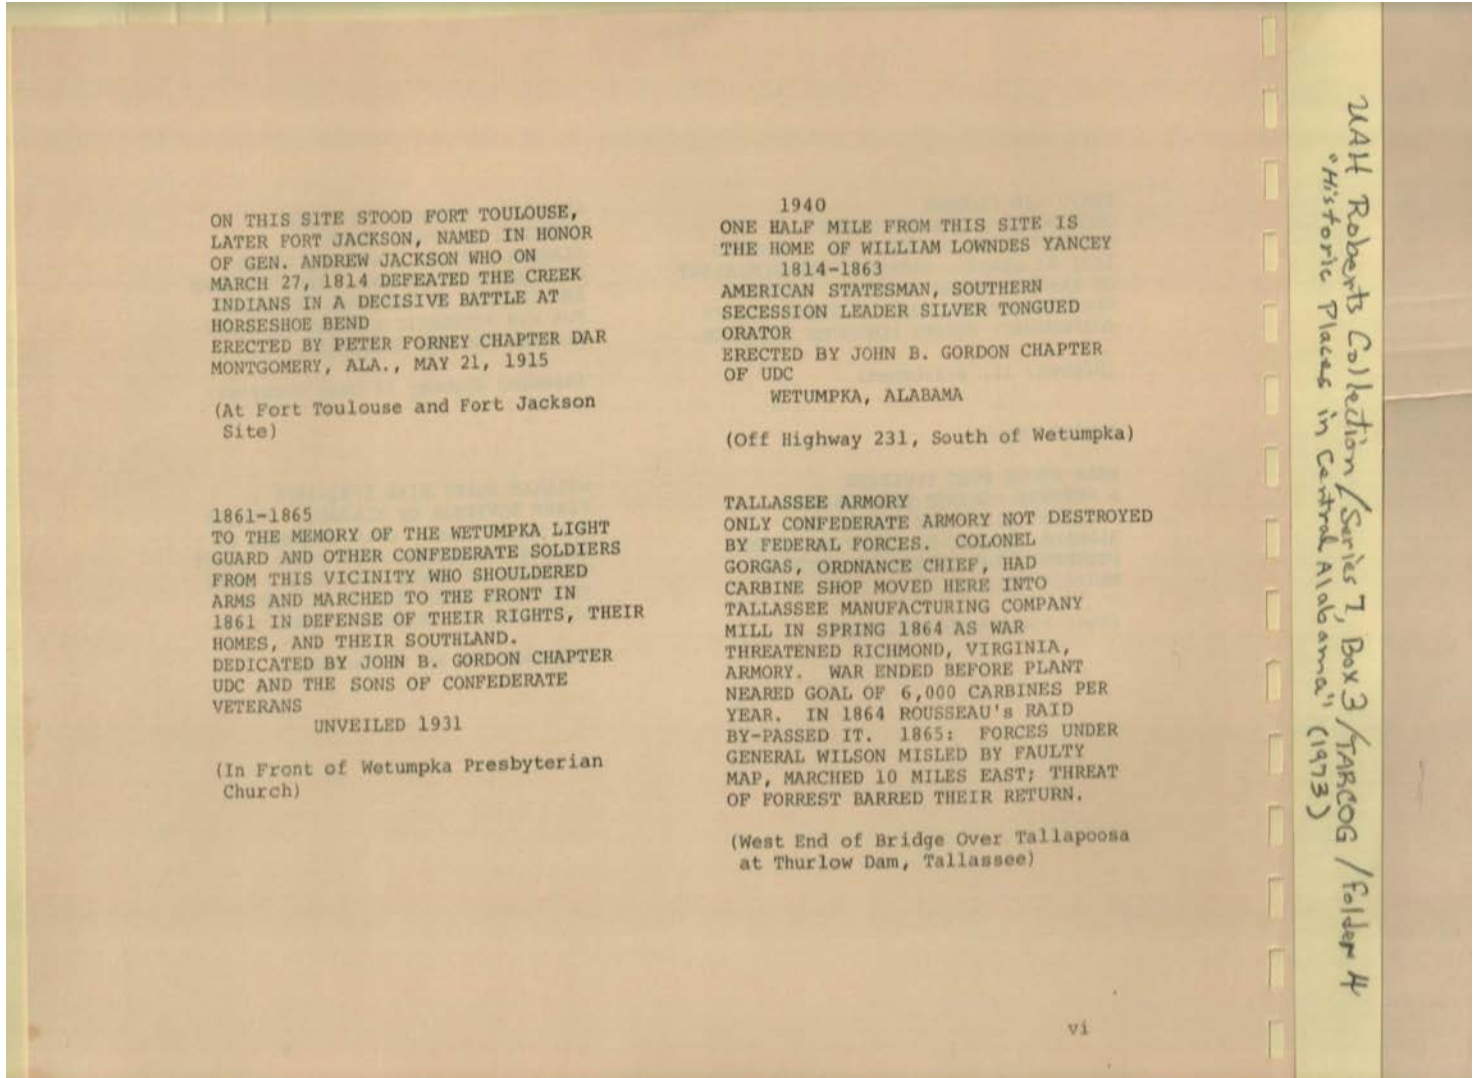 ON THIS SITE STOOD FORT TOULOUSE,
LATER FORT JACKSON, NAMED IN HONOR
OF GEN. ANDREW JACKSON WHO ON
MARCH 27, 1814 DEFEATED THE CREEK
INDIANS IN A DECISIVE BATTLE AT
HORSESHOE BEND
ERECTED BY PETER FORNEY CHAPTER DAR
MONTGOMERY, ALA., MAY 21, 1915
(At Fort Toulouse and Fort Jackson
Site)
1861-1865
TO THE MEMORY OF THE WETUMPKA LIGHT
GUARD AND OTHER CONFEDERATE SOLDIERS
FROM THIS VICINITY WHO SHOULDERED
ARMS AND MARCHED TO THE FRONT IN
1861 IN DEFENSE OF THEIR RIGHTS, THEIR
HOMES, AND THEIR SOUTHLAND.
DEDICATED BY JOHN B. GORDON CHAPTER
UDC AND THE SONS OF CONFEDERATE
VETERANS
UNVEILED 1931
(In Front of Wetumpka Presbyterian
Church)
1940
ONE HALF MILE FROM THIS SITE IS
THE HOME OF WILLIAM LOWNDES YANCEY
1814-1863
AMERICAN STATESMAN, SOUTHERN
SECESSION LEADER SILVER TONGUED
ORATOR
ERECTED BY JOHN B. GORDON CHAPTER
OF UDC
WETUMPKA, ALABAMA
(Off Highway 231, South of Wetumpka)
TALLASSEE ARMORY
ONLY CONFEDERATE ARMORY NOT DESTROYED
BY FEDERAL FORCES. COLONEL
GORGAS, ORDNANCE CHIEF, HAD
CARBINE SHOP MOVED HERE INTO
TALLASSEE MANUFACTURING COMPANY
MILL IN SPRING 1864 AS WAR
THREATENED RICHMOND, VIRGINIA,
ARMORY. WAR ENDED BEFORE PLANT
NEARED GOAL OF 6,000 CARBINES PER
YEAR. IN 1864 ROUSSEAU's RAID
BY-PASSED IT. 1865: FORCES UNDER
GENERAL WILSON MISLED BY FAULTY
MAP, MARCHED 10 MILES EAST; THREAT
OF FORREST BARRED THEIR RETURN.
(West End of Bridge Over Tallapoosa
at Thurlow Dam, Tallassee)
vi
UAH Roberts Collection/Series 7, Box 3/TARCOG/Folder 4
"Historic Places in Central Alabama" (1973)